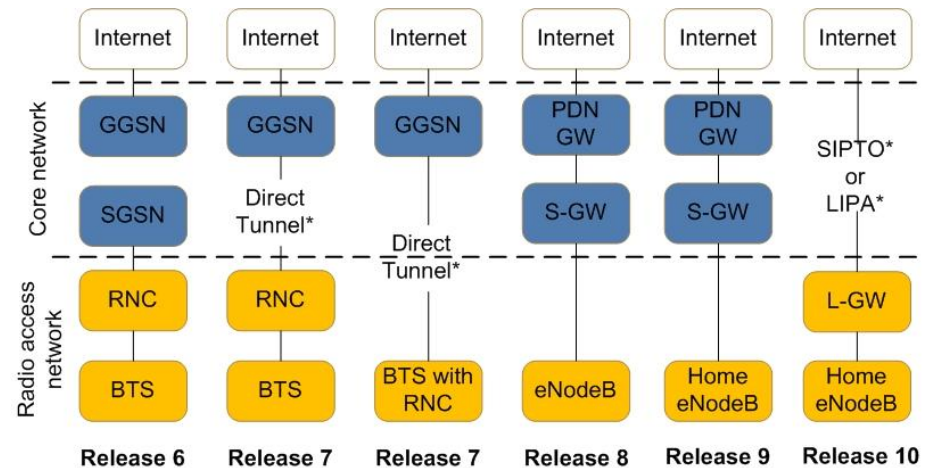 Internet Internet Internet Internet Internet Internet
Core network
GGSN GGSN GGSN PDN GW PDN GW
SIPTO*
or
LIPA*
SGSN
Direct
Tunnel*
S-GW S-GW
Direct
Tunnel*
Radio access
network
RNC RNC L-GW
BTS BTS BTS with RNC eNodeB Home eNodeB Home eNodeB
Release 6 Release 7 Release 7 Release 8 Release 9 Release 10